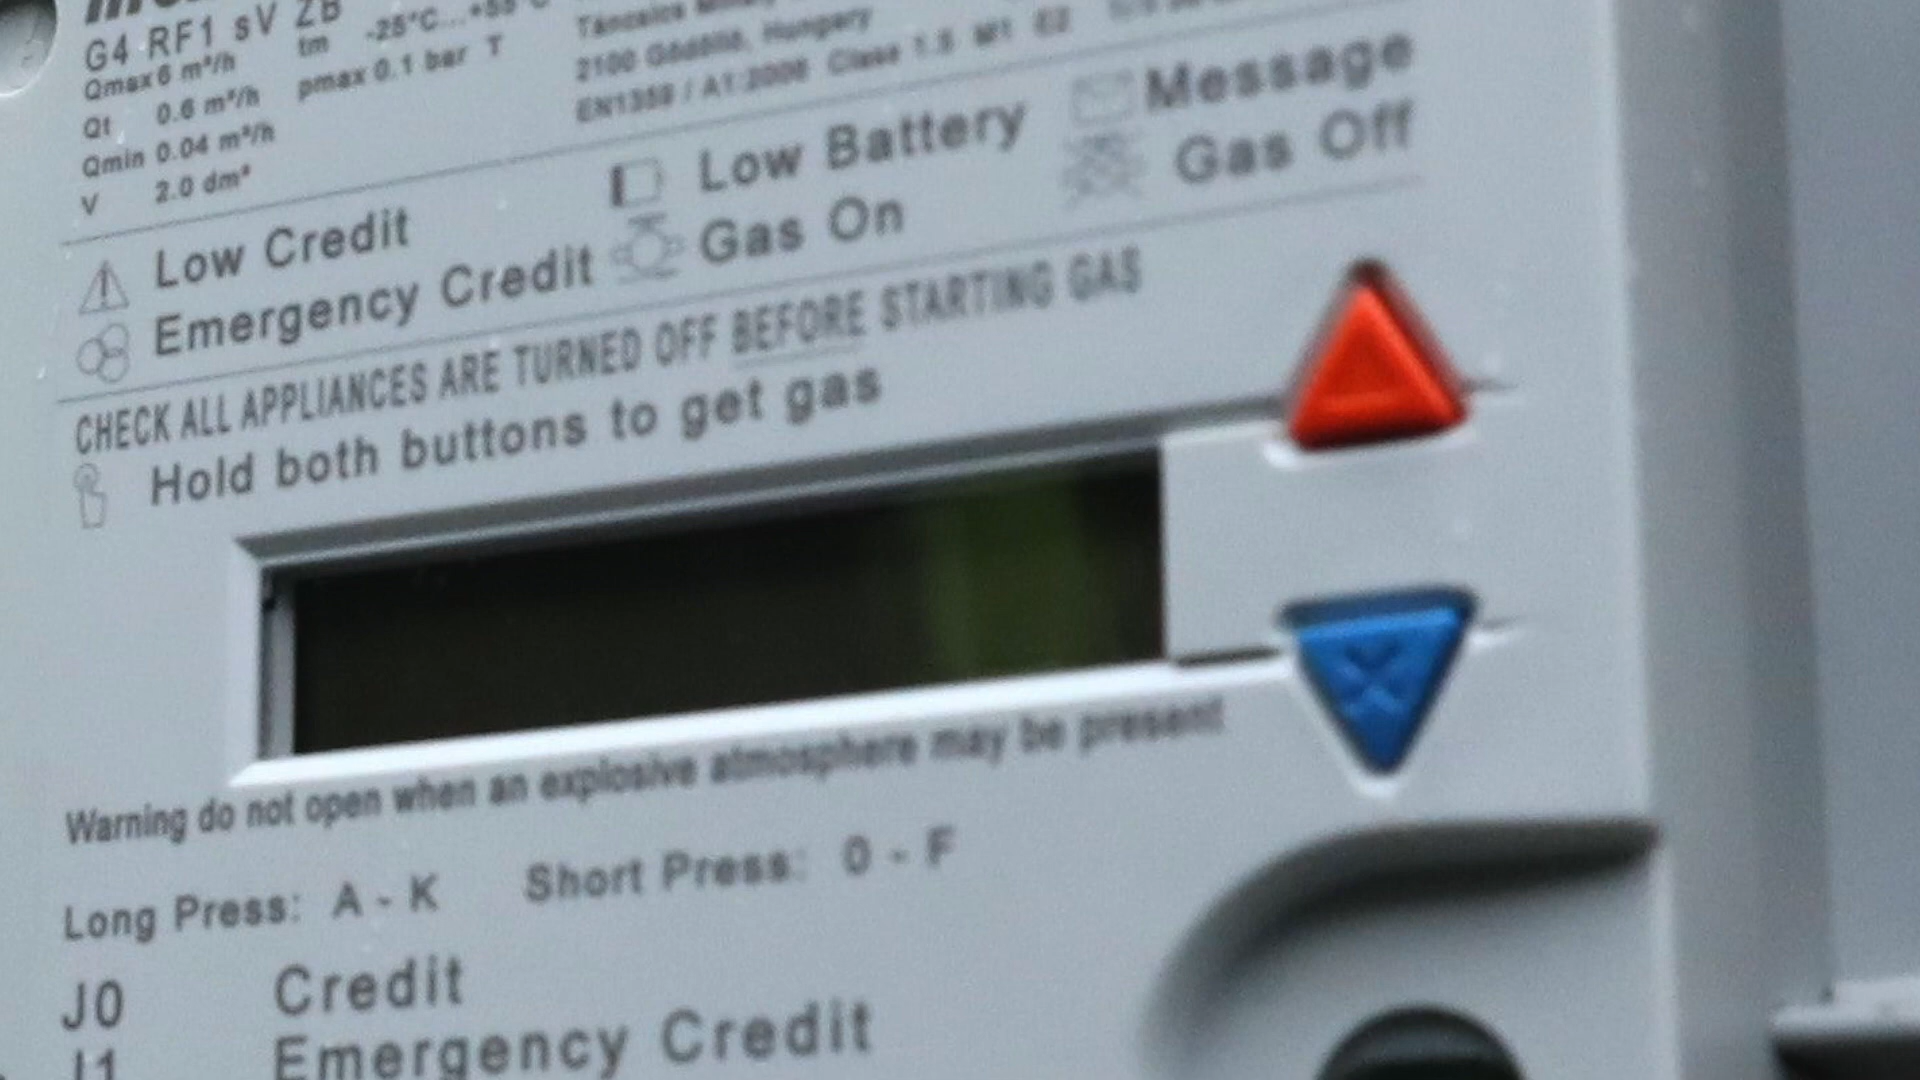 G4 RF1 sV ZB
Qmax 6 m³/h tm -25°C...+55°C
Qt 0.6 m³/h pmax 0.1 bar T
Qmin 0.04 m³/h
V 2.0 dm³
2100 Gödöllő, Hungary
EN1359 / A1:2006 Class 1.5 M1 E2
Low Credit Low Battery Message
Emergency Credit Gas On Gas Off
CHECK ALL APPLIANCES ARE TURNED OFF BEFORE STARTING GAS
Hold both buttons to get gas
Warning do not open when an explosive atmosphere may be present
Long Press: A - K Short Press: 0 - F
J0 Credit
J1 Emergency Credit